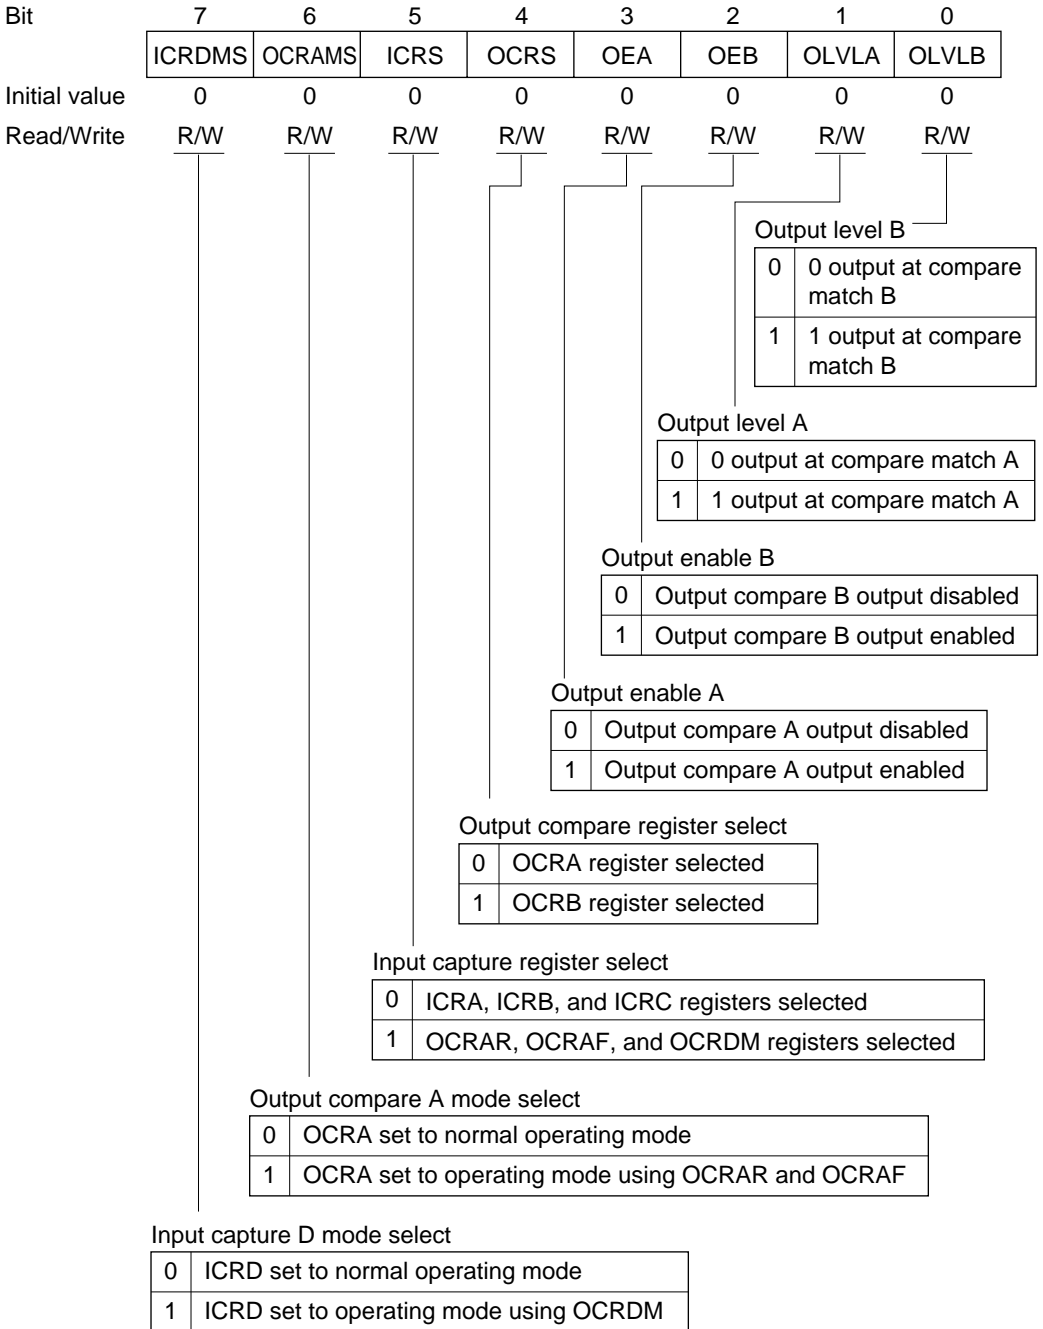 Bit 7 6 5 4 3 2 1 0
ICRDMS OCRAMS ICRS OCRS OEA OEB OLVLA OLVLB
Initial value 0 0 0 0 0 0 0 0
Read/Write R/W R/W R/W R/W R/W R/W R/W R/W
Output level B
0 0 output at compare
match B
1 1 output at compare
match B
Output level A
0 0 output at compare match A
1 1 output at compare match A
Output enable B
0 Output compare B output disabled
1 Output compare B output enabled
Output enable A
0 Output compare A output disabled
1 Output compare A output enabled
Output compare register select
0 OCRA register selected
1 OCRB register selected
Input capture register select
0 ICRA, ICRB, and ICRC registers selected
1 OCRAR, OCRAF, and OCRDM registers selected
Output compare A mode select
0 OCRA set to normal operating mode
1 OCRA set to operating mode using OCRAR and OCRAF
Input capture D mode select
0 ICRD set to normal operating mode
1 ICRD set to operating mode using OCRDM